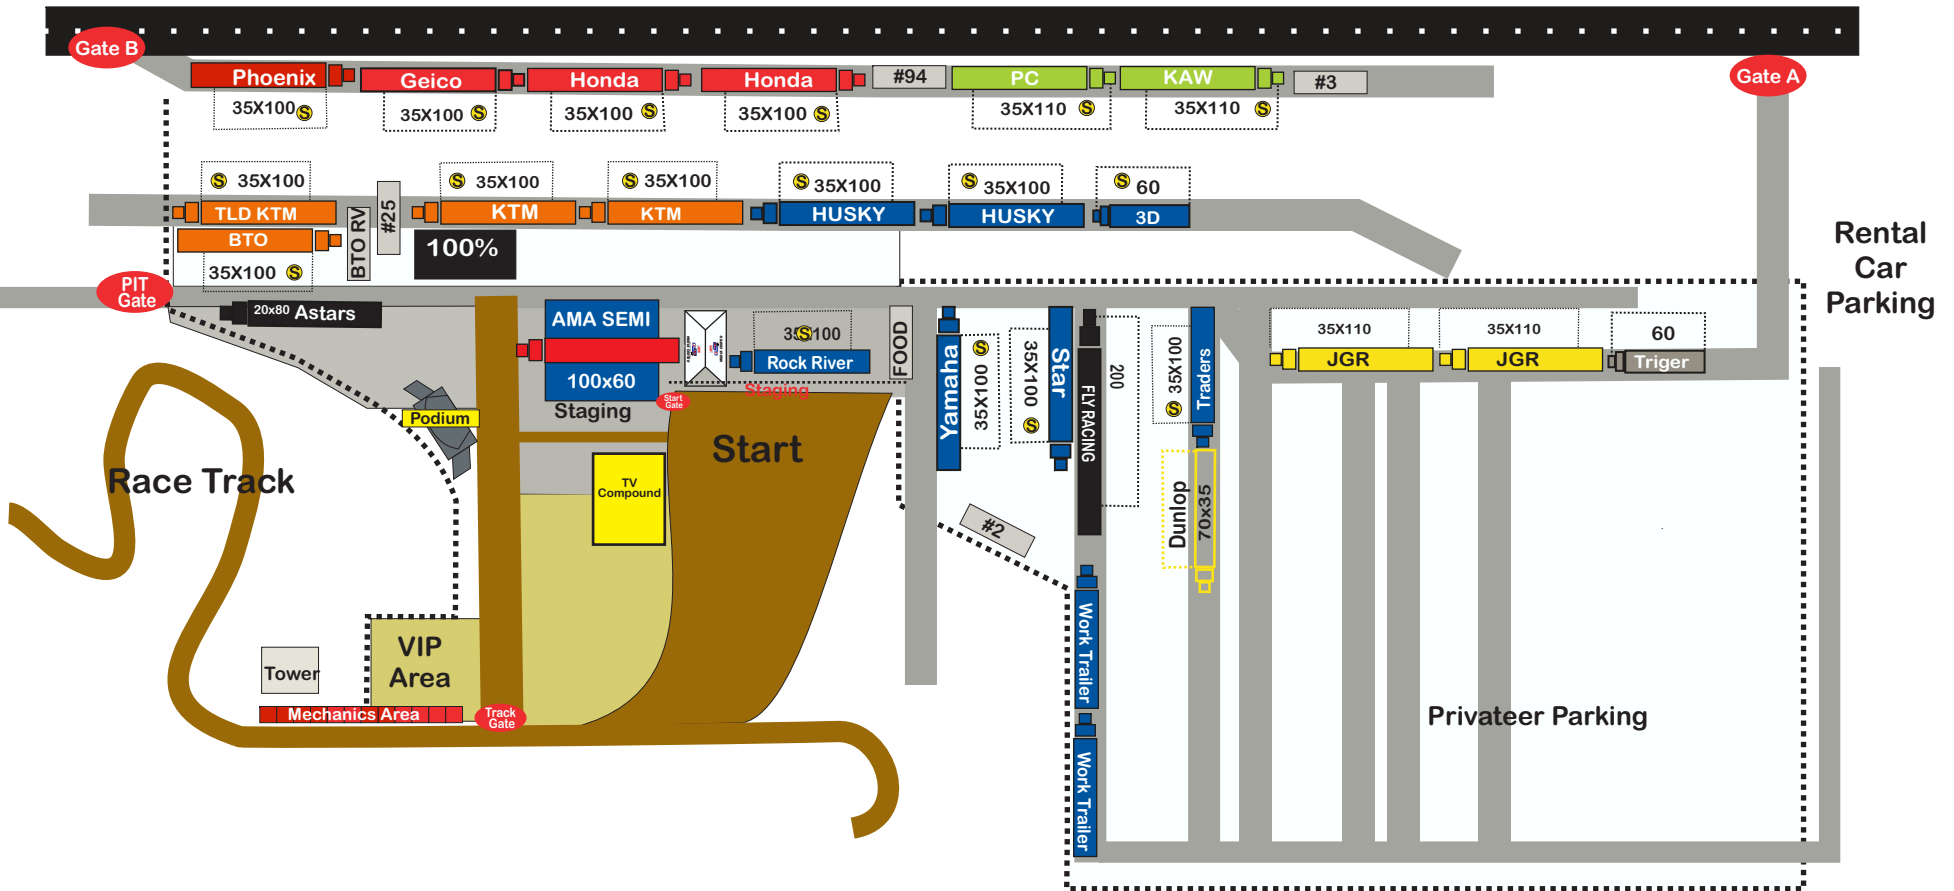 Gate B
Gate A
Phoenix
Geico
Honda
Honda
#94
PC
KAW
#3
35X100 S
35X100 S
35X100 S
35X100 S
35X110 S
35X110 S
S 35X100
S 35X100
S 35X100
S 35X100
S 35X100
S 60
TLD KTM
BTO RV
#25
KTM
KTM
HUSKY
HUSKY
3D
BTO
100%
35X100 S
Rental
Car
Parking
PIT
Gate
20x80 Astars
AMA SEMI
100x60
Staging
35X100
S
Rock River
Staging
FOOD
Start
Gate
Yamaha
35X100 S
35X100 S
Star
FLY RACING
200
S 35X100
Traders
35X110
JGR
35X110
JGR
60
Triger
Podium
Start
Race Track
TV
Compound
Dunlop
70x35
#2
Work Trailer
Work Trailer
VIP
Area
Tower
Mechanics Area
Track
Gate
Privateer Parking